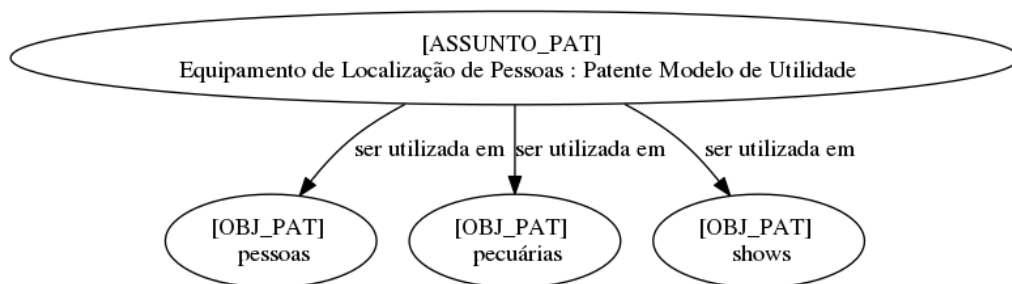 [ASSUNTO_PAT]
Equipamento de Localização de Pessoas : Patente Modelo de Utilidade
ser utilizada em
ser utilizada em
ser utilizada em
[OBJ_PAT]
pessoas
[OBJ_PAT]
pecuárias
[OBJ_PAT]
shows